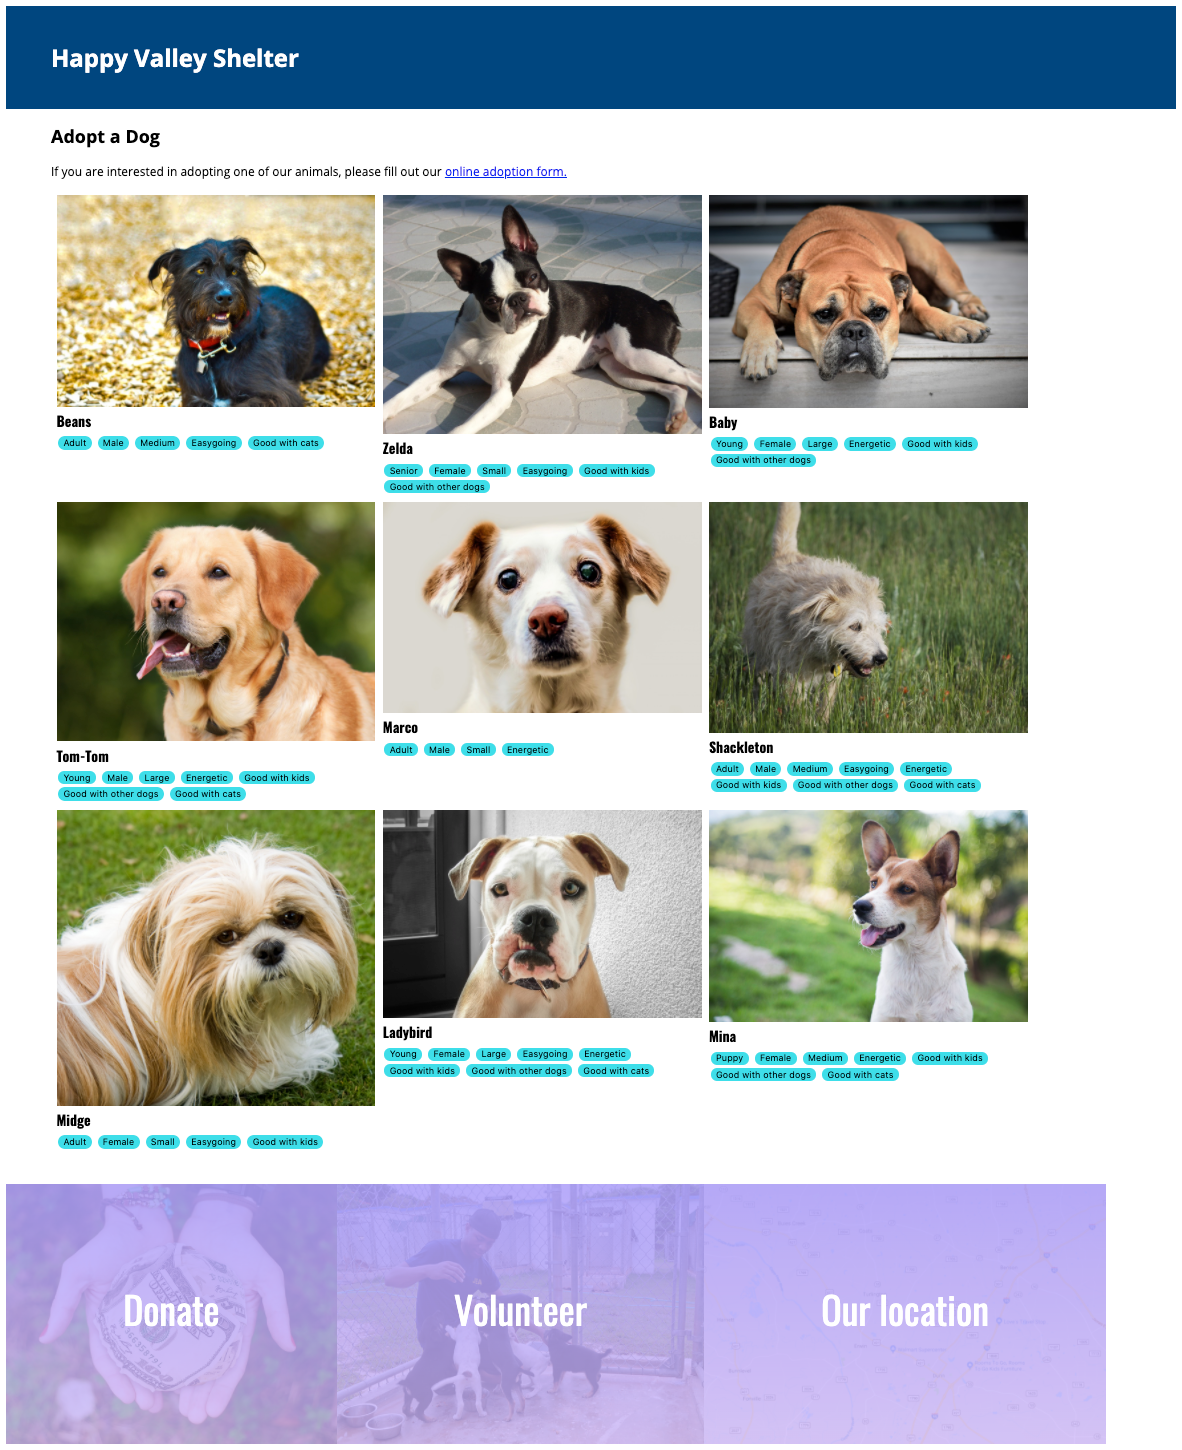 Happy Valley Shelter
Adopt a Dog
If you are interested in adopting one of our animals, please fill out our online adoption form.
Beans
Adult Male Medium Easygoing Good with cats
Zelda
Senior Female Small Easygoing Good with kids
Good with other dogs
Baby
Young Female Large Energetic Good with kids
Good with other dogs
Tom-Tom
Young Male Large Energetic Good with kids
Good with other dogs Good with cats
Marco
Adult Male Small Energetic
Shackleton
Adult Male Medium Easygoing Energetic
Good with kids Good with other dogs Good with cats
Midge
Adult Female Small Easygoing Good with kids
Ladybird
Young Female Large Easygoing Energetic
Good with kids Good with other dogs Good with cats
Mina
Puppy Female Medium Energetic Good with kids
Good with other dogs Good with cats
Donate
Volunteer
Our location